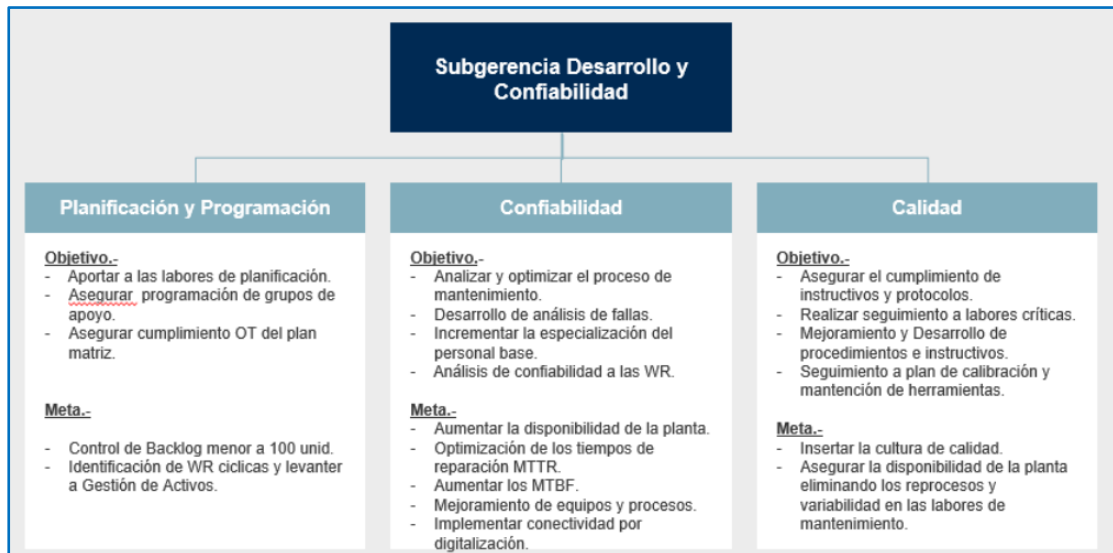 Subgerencia Desarrollo y
Confiabilidad
Planificación y Programación
Objetivo.-
- Aportar a las labores de planificación.
- Asegurar programación de grupos de
apoyo.
- Asegurar cumplimiento OT del plan
matriz.
Meta.-
- Control de Backlog menor a 100 unid.
- Identificación de WR ciclicas y levanter
a Gestión de Activos.
Confiabilidad
Objetivo.-
- Analizar y optimizar el proceso de
mantenimiento.
- Desarrollo de análisis de fallas.
- Incrementar la especialización del
personal base.
- Análisis de confiabilidad a las WR.
Meta.-
- Aumentar la disponibilidad de la planta.
- Optimización de los tiempos de
reparación MTTR.
- Aumentar los MTBF.
- Mejoramiento de equipos y procesos.
- Implementar conectividad por
digitalización.
Calidad
Objetivo.-
- Asegurar el cumplimiento de
instructivos y protocolos.
- Realizar seguimiento a labores críticas.
- Mejoramiento y Desarrollo de
procedimientos e instructivos.
- Seguimiento a plan de calibración y
mantención de herramientas.
Meta.-
- Insertar la cultura de calidad.
- Asegurar la disponibilidad de la planta
eliminando los reprocesos y
variabilidad en las labores de
mantenimiento.